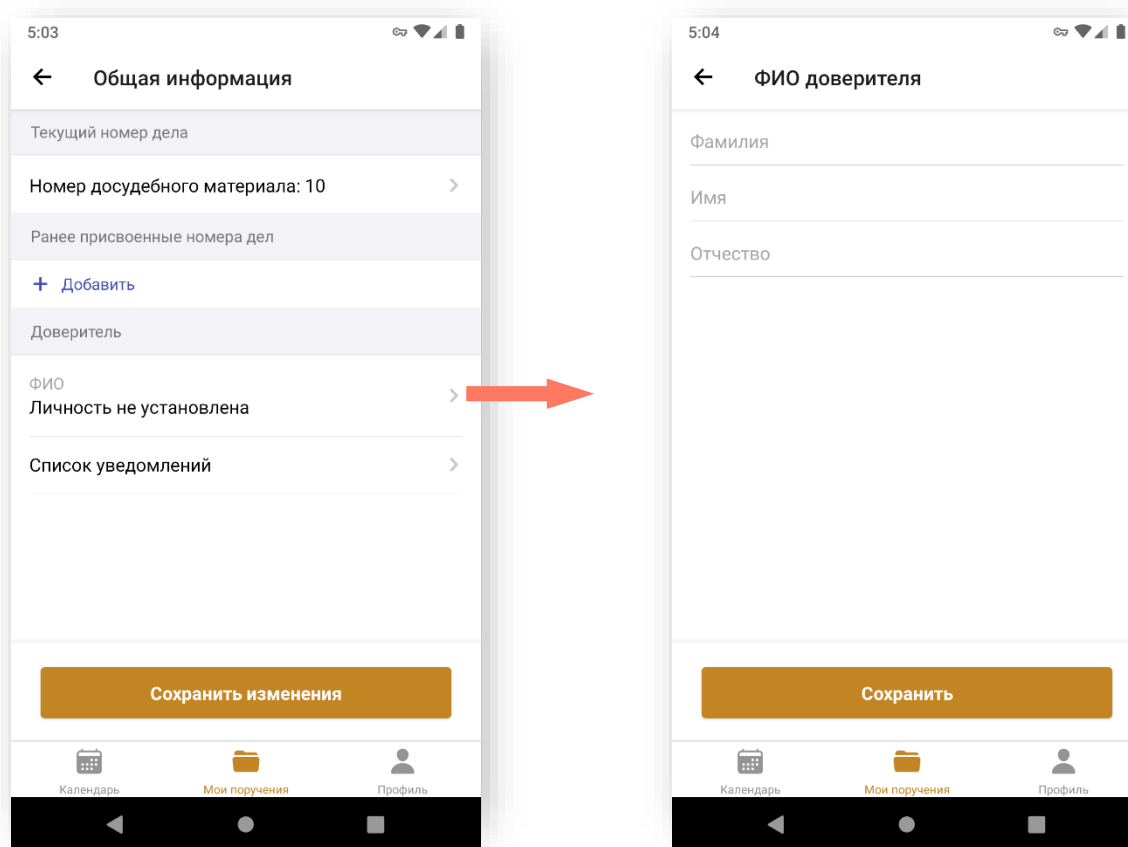 5:03
Общая информация
Текущий номер дела
Номер досудебного материала: 10
Ранее присвоенные номера дел
+ Добавить
Доверитель
ФИО
Личность не установлена
Список уведомлений
Сохранить изменения
Календарь Мои поручения Профиль
5:04
ФИО доверителя
Фамилия
Имя
Отчество
Сохранить
Календарь Мои поручения Профиль